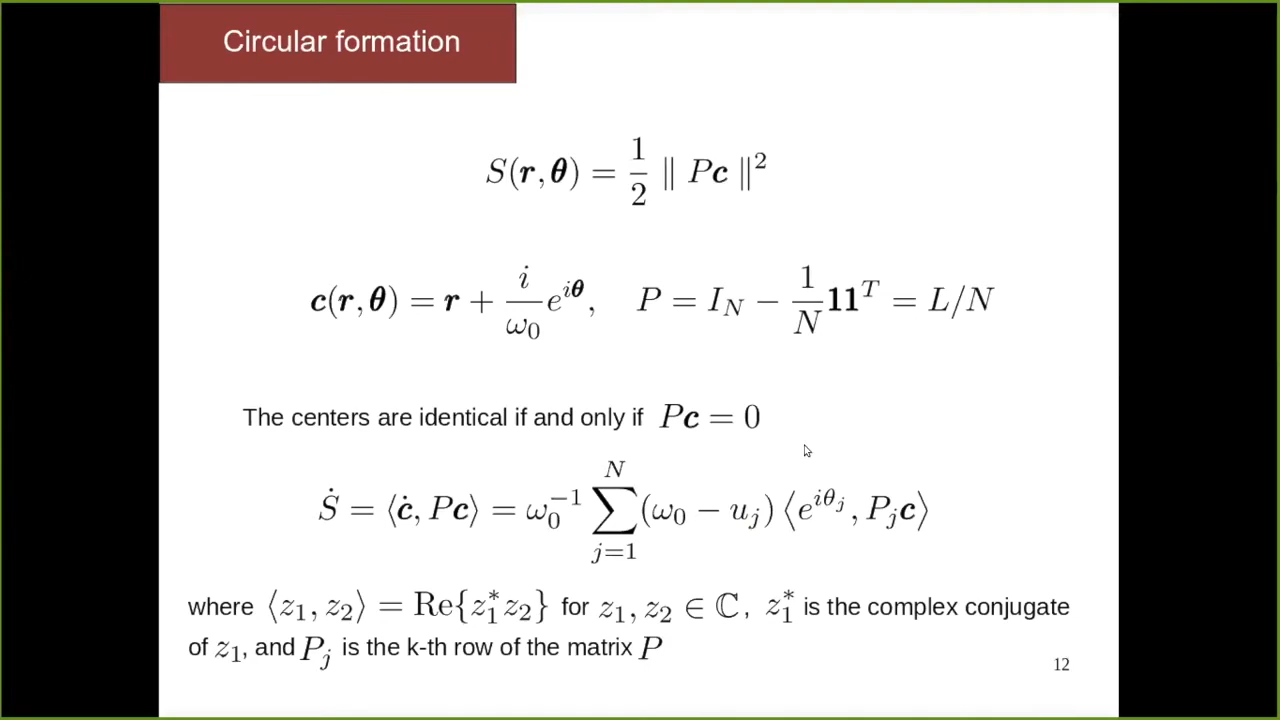 Circular formation
S(r, θ) = 1/2 ∥ Pc ∥²
c(r, θ) = r + i/ω₀ e^{iθ}, P = I_N − 1/N 11^T = L/N
The centers are identical if and only if Pc = 0
Ṡ = ⟨ċ, Pc⟩ = ω₀^{−1} ∑_{j=1}^{N} (ω₀ − u_j) ⟨e^{iθ_j}, P_j c⟩
where ⟨z₁, z₂⟩ = Re{z₁* z₂} for z₁, z₂ ∈ ℂ, z₁* is the complex conjugate
of z₁, and P_j is the k-th row of the matrix P
12